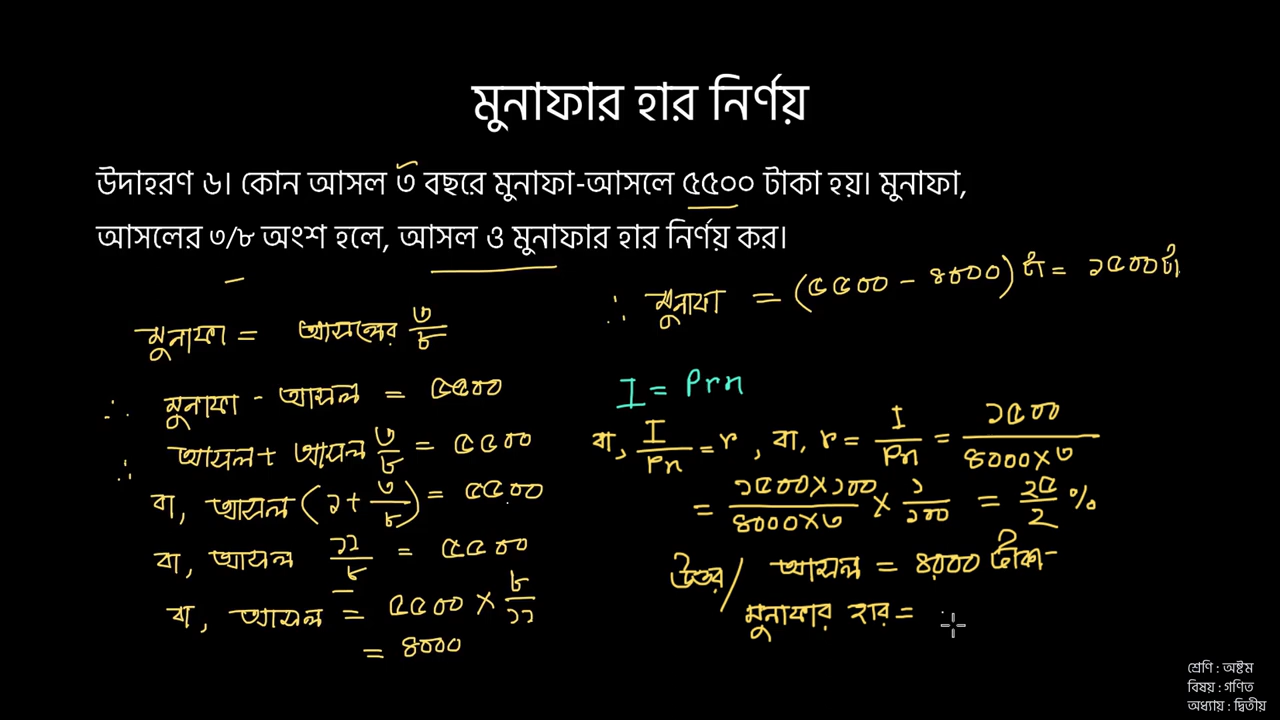 মুনাফার হার নির্ণয়
উদাহরণ ৬। কোন আসল ৩ বছরে মুনাফা-আসলে ৫৫০০ টাকা হয়। মুনাফা,
আসলের ৩/৮ অংশ হলে, আসল ও মুনাফার হার নির্ণয় কর।
মুনাফা = আসলের ৩/৮
∴ মুনাফা - আসল = ৫৫০০
∴ আসল + আসল ৩/৮ = ৫৫০০
বা, আসল (১+ ৩/৮) = ৫৫০০
বা, আসল ১১/৮ = ৫৫০০
বা, আসল = ৫৫০০ × ৮/১১
= ৪০০০
∴ মুনাফা = (৫৫০০ - ৪০০০) টা = ১৫০০ টা
I = Prn
বা, I/Pn = r, বা, r = I/Pn = ১৫০০/৪০০০×৩
= ১৫০০×১০০/৪০০০×৩ × ১/১০০ = ২৫/২ %
উত্তর/ আসল = ৪০০০ টাকা
মুনাফার হার =
শ্রেণি : অষ্টম
বিষয় : গণিত
অধ্যায় : দ্বিতীয়